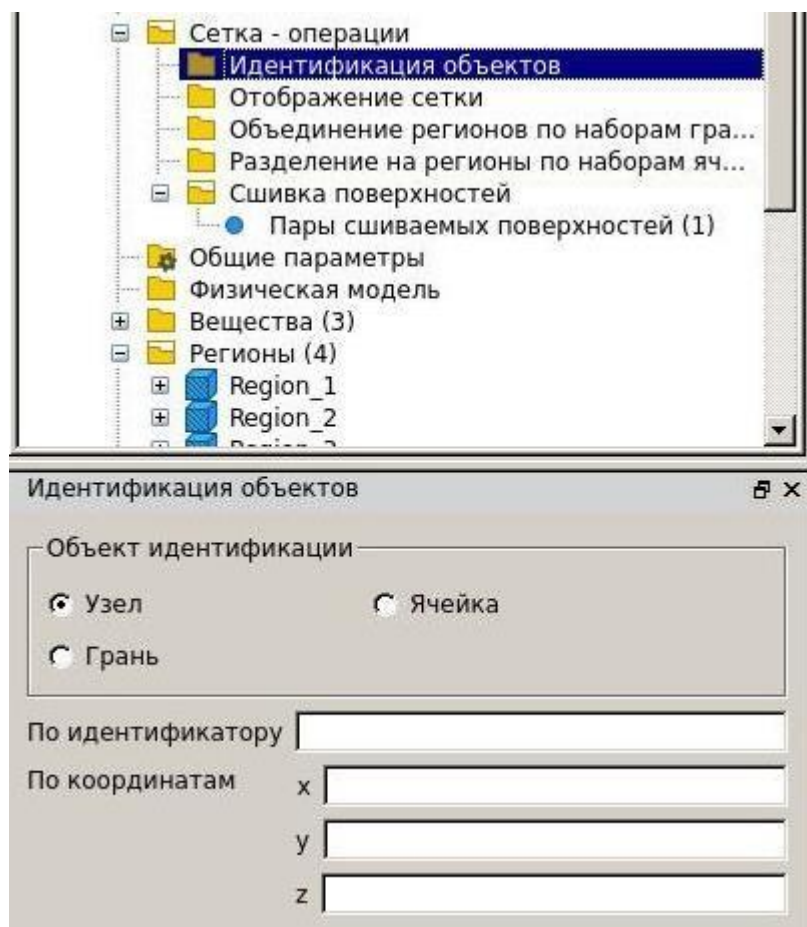 Сетка - операции
Идентификация объектов
Отображение сетки
Объединение регионов по наборам гра...
Разделение на регионы по наборам яч...
Сшивка поверхностей
Пары сшиваемых поверхностей (1)
Общие параметры
Физическая модель
Вещества (3)
Регионы (4)
Region_1
Region_2
Идентификация объектов
Объект идентификации
Узел Ячейка
Грань
По идентификатору
По координатам x
y
z